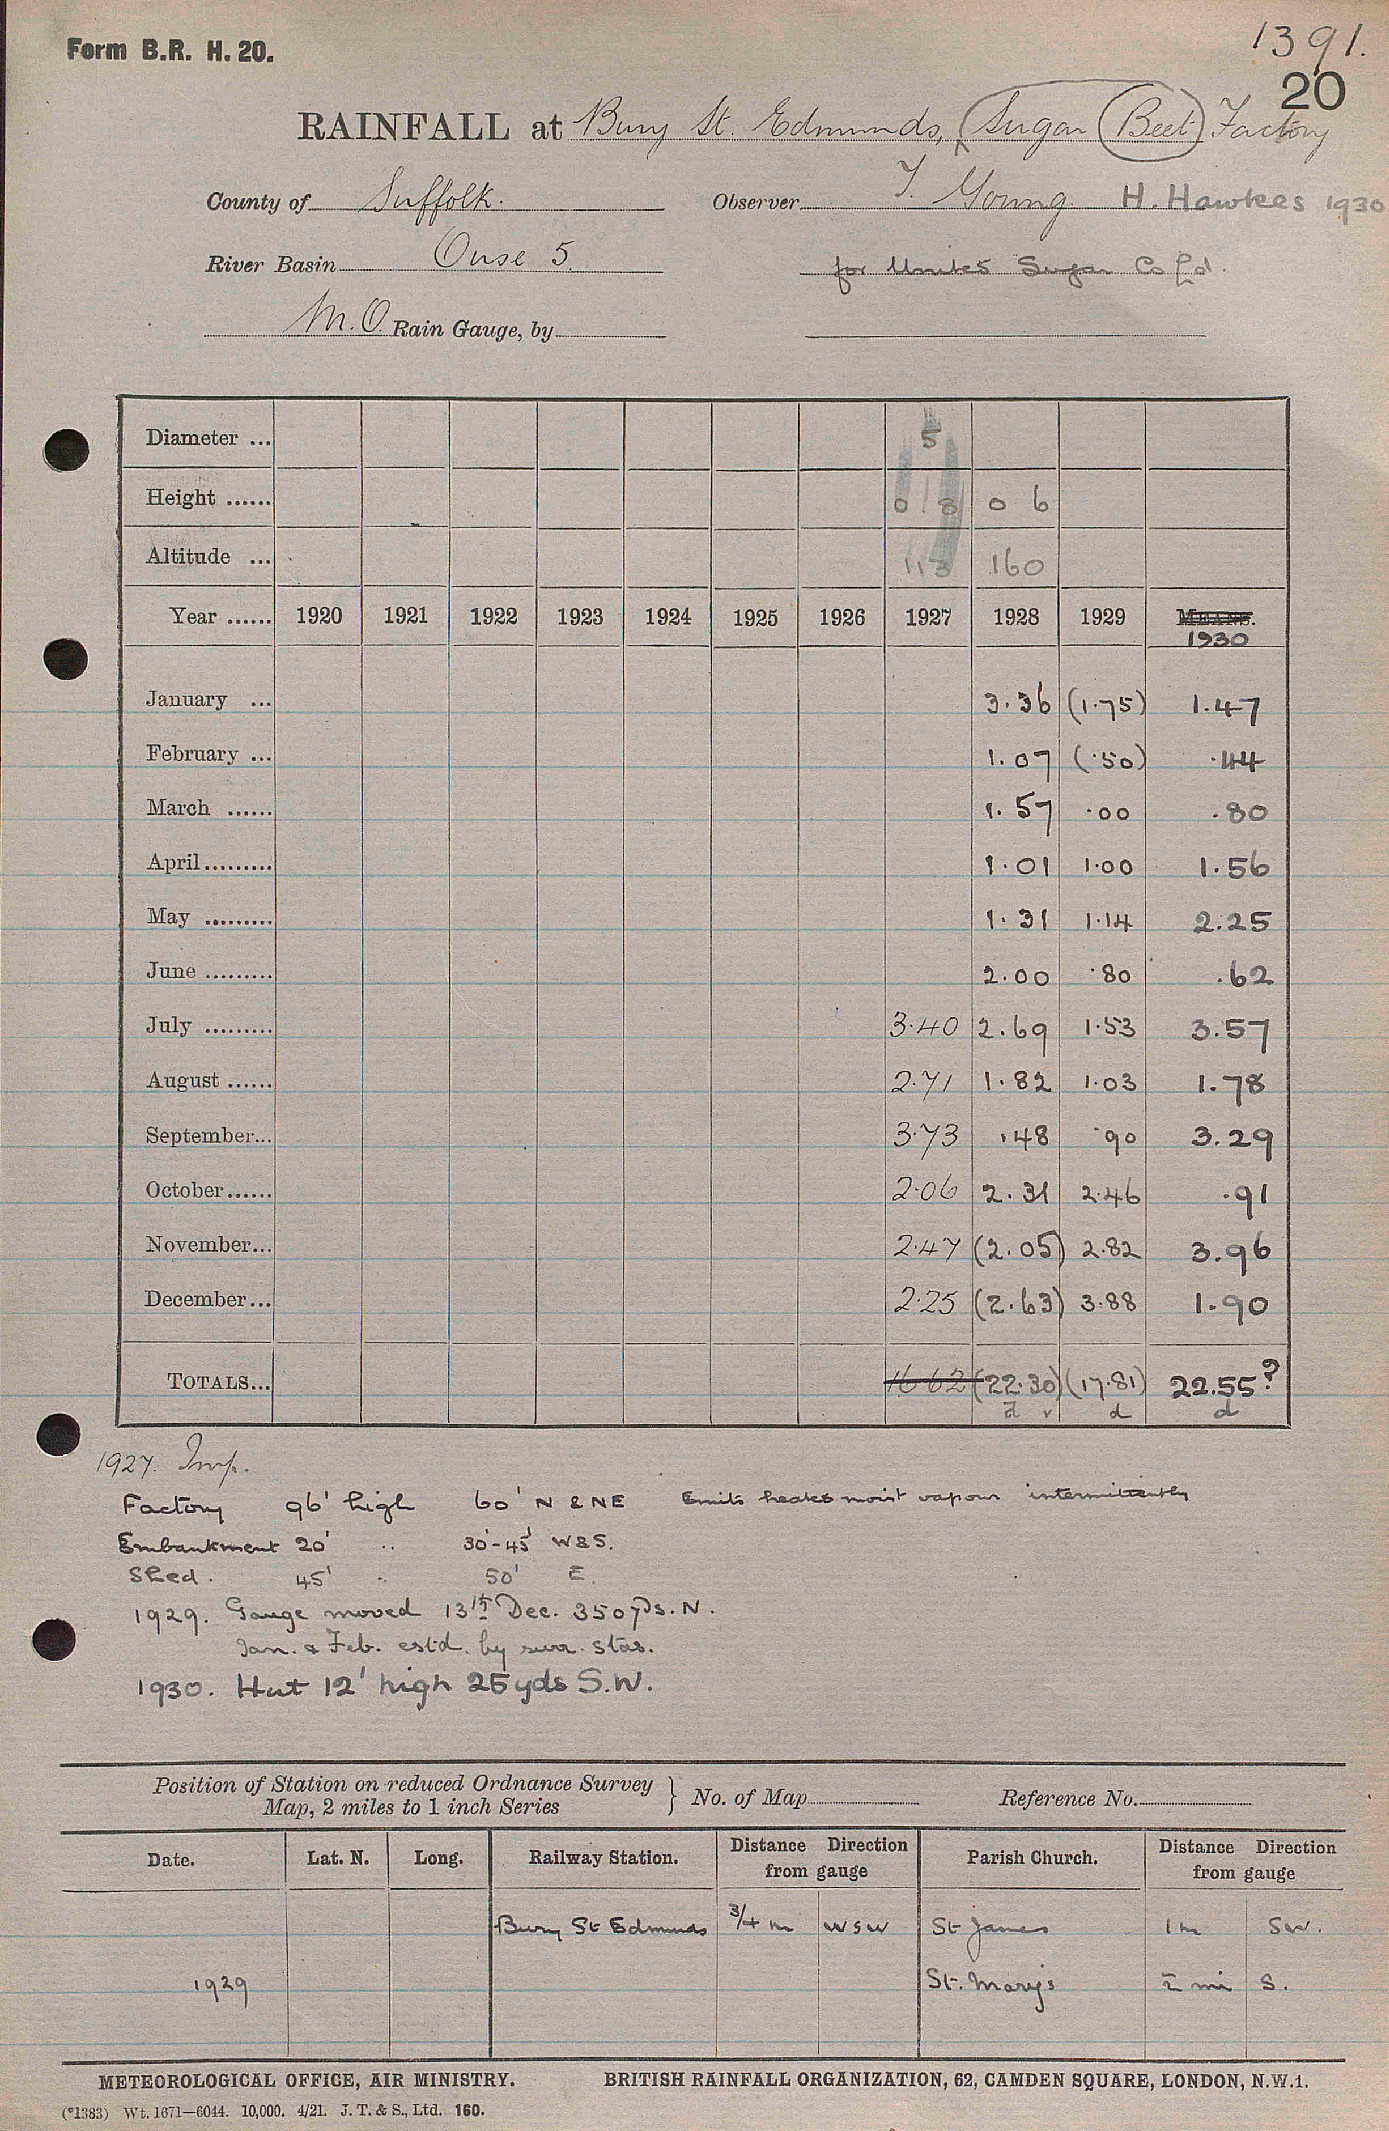 Form B.R. H. 20.
1391.
20
RAINFALL at Bury St. Edmunds, (Sugar (Beet) Factory
County of Suffolk. Observer T. Young. H. Hawkes 1930
River Basin Ouse 5. for United Sugar Co Ld.
M.O. Rain Gauge, by
Diameter ... 5
Height ...... 0 8 0 6
Altitude ... 113 160
Year ...... 1920 1921 1922 1923 1924 1925 1926 1927 1928 1929 MEANS.
1930
January ... 3.36 (1.75) 1.47
February ... 1.07 (.50) .44
March ...... 1.57 .00 .80
April ......... 1.01 1.00 1.56
May ......... 1.31 1.14 2.25
June ......... 2.00 .80 .62
July ......... 3.40 2.69 1.53 3.57
August ...... 2.71 1.82 1.03 1.78
September... 3.73 .48 .90 3.29
October...... 2.06 2.31 2.46 .91
November... 2.47 (2.05) 2.82 3.96
December... 2.25 (2.63) 3.88 1.90
TOTALS... 16.62 (22.30) (17.81) 22.55?
d v d d
1927. Imp.
Factory 96' high 60' N & NE Emits heated moist vapour intermittently
Embankment 20' .. 30'-45' W & S.
Shed. 45' .. 50' E.
1929. Gauge moved 13th Dec. 350 yds. N.
Jan. & Feb. estd. by surr. stas.
1930. Hut 12' high 25 yds S.W.
Position of Station on reduced Ordnance Survey
Map, 2 miles to 1 inch Series } No. of Map Reference No.
Date. Lat. N. Long. Railway Station. Distance Direction from gauge Parish Church. Distance Direction from gauge
Bury St Edmunds 3/4 m WSW St James 1 m SW.
1929 St. Mary's mi S.
METEOROLOGICAL OFFICE, AIR MINISTRY. BRITISH RAINFALL ORGANIZATION, 62, CAMDEN SQUARE, LONDON, N.W.1.
(*1383) Wt. 1671—6044. 10,000. 4/21. J. T. & S., Ltd. 160.